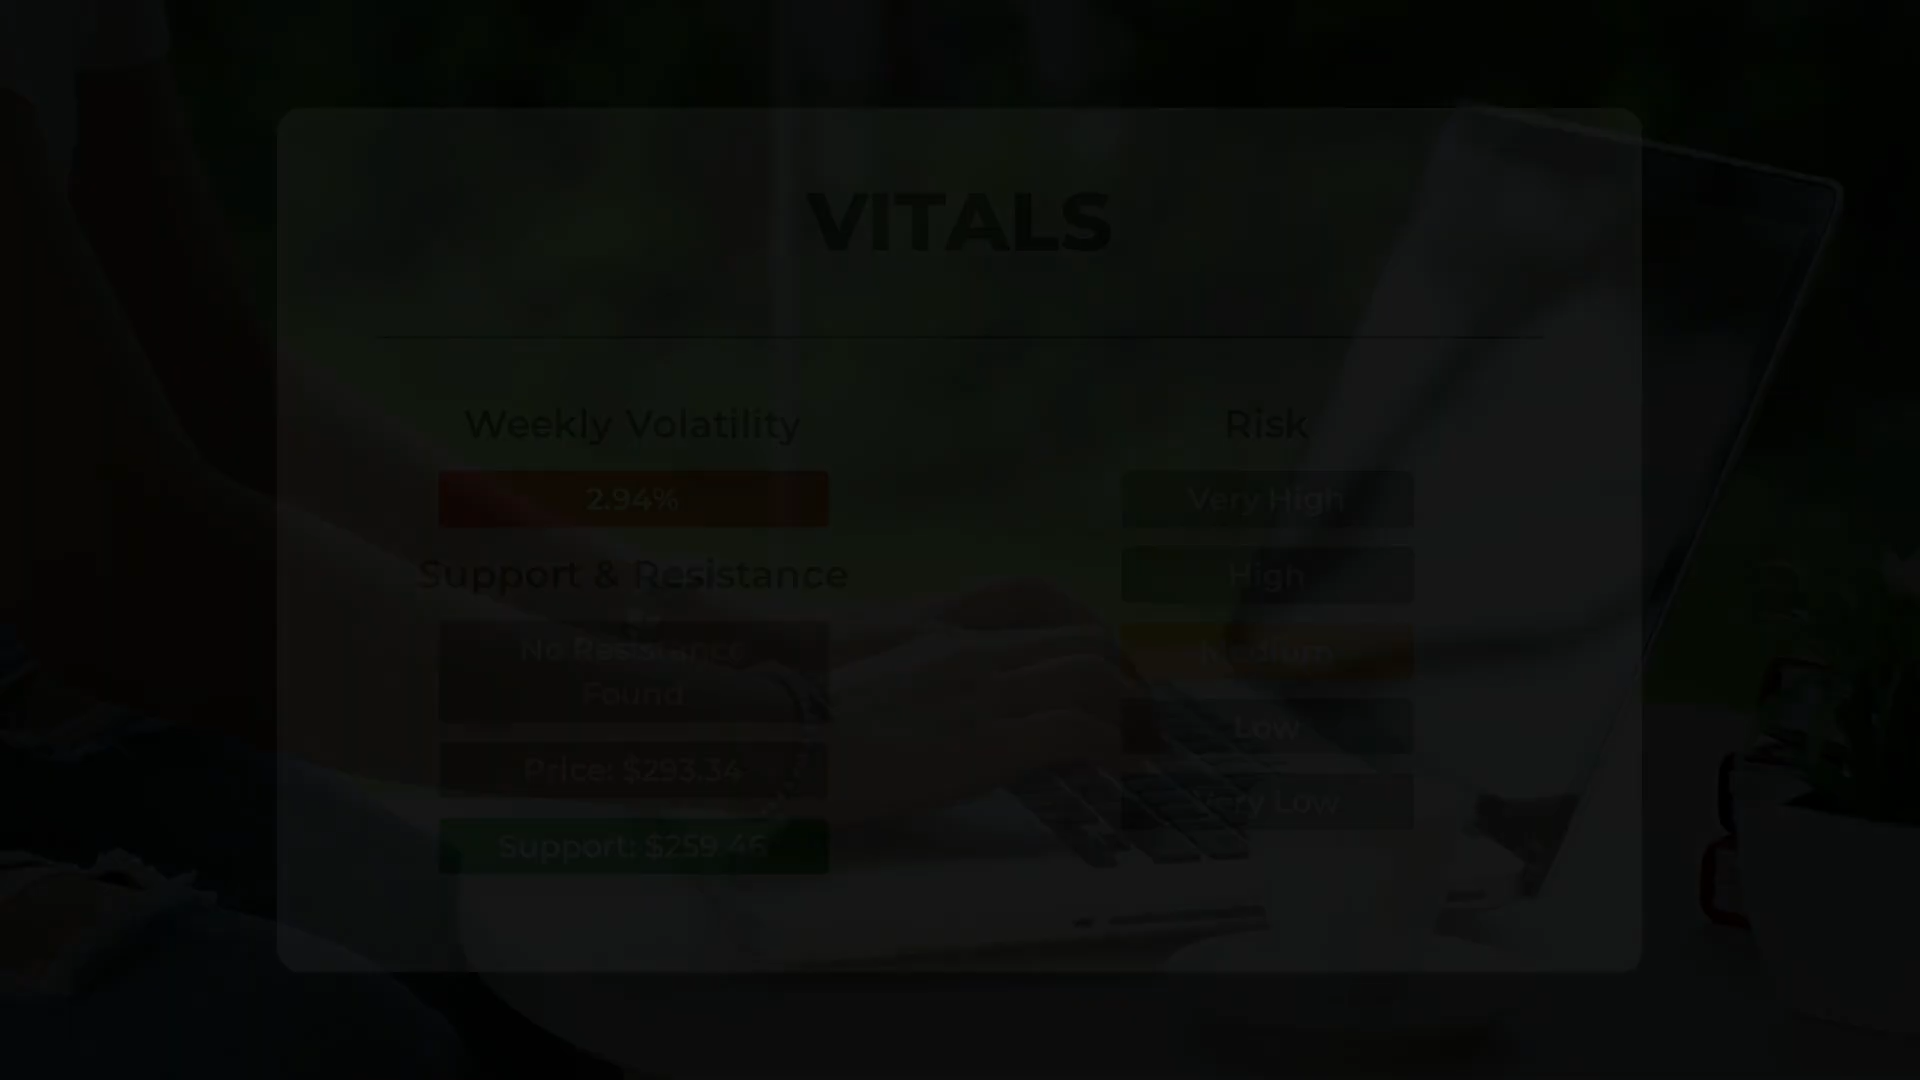 VITALS
Weekly Volatility
2.94%
Support & Resistance
No Resistance
Found
Price: $293.34
Support: $259.46
Risk
Very High
High
Medium
Low
Very Low